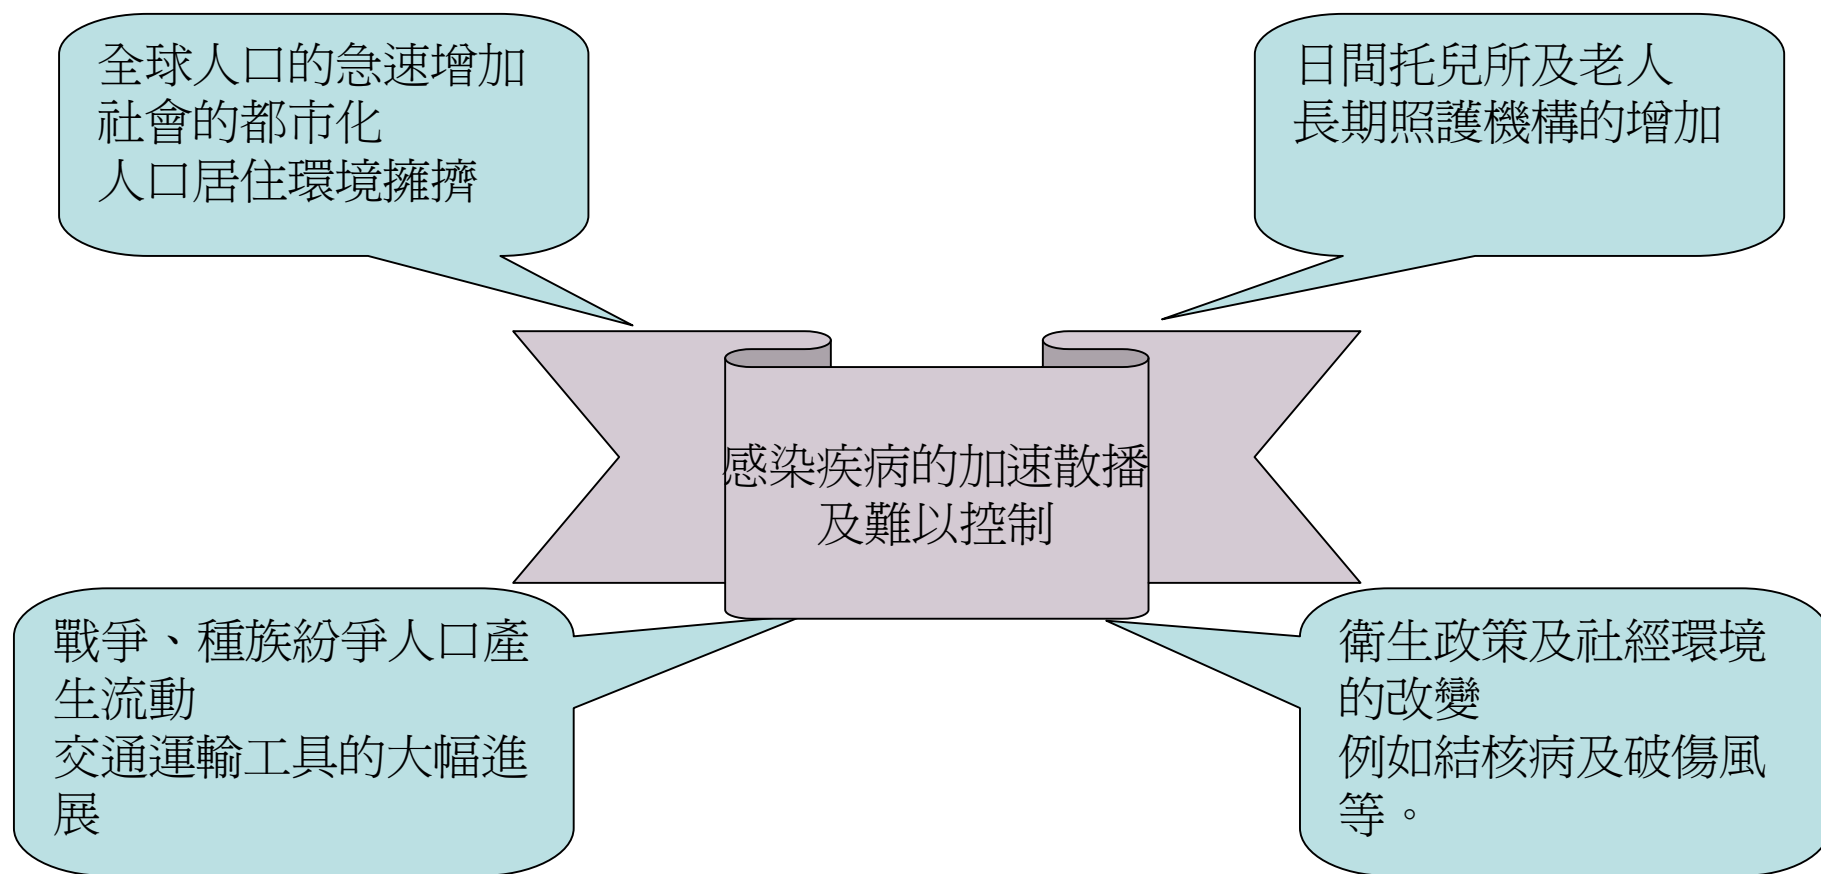 全球人口的急速增加
社會的都市化
人口居住環境擁擠
日間托兒所及老人
長期照護機構的增加
感染疾病的加速散播
及難以控制
戰爭、種族紛爭人口產
生流動
交通運輸工具的大幅進
展
衛生政策及社經環境
的改變
例如結核病及破傷風
等。